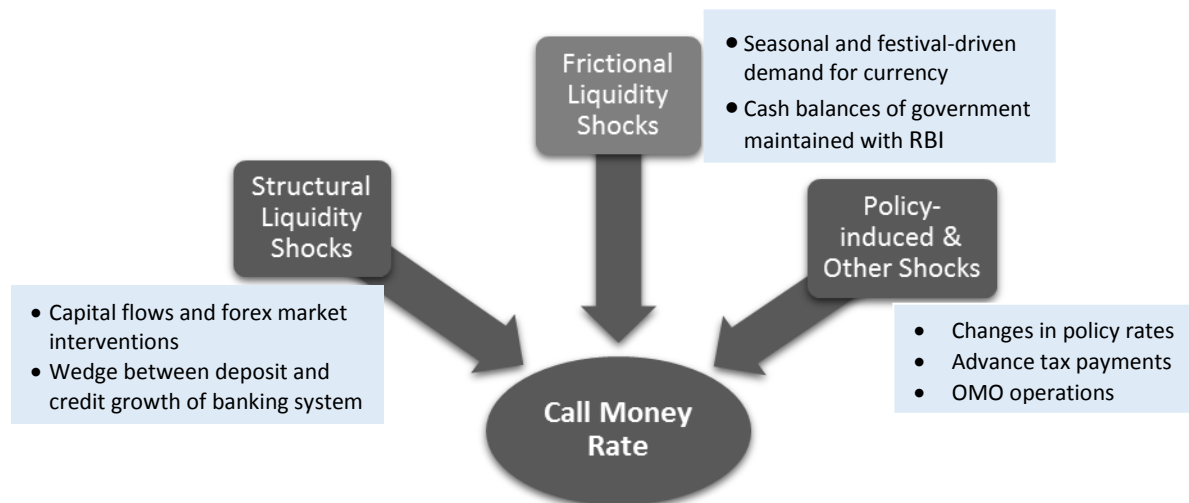 Frictional
Liquidity
Shocks
• Seasonal and festival-driven
demand for currency
• Cash balances of government
maintained with RBI
Structural
Liquidity
Shocks
• Capital flows and forex market
interventions
• Wedge between deposit and
credit growth of banking system
Policy-
induced &
Other Shocks
• Changes in policy rates
• Advance tax payments
• OMO operations
Call Money
Rate